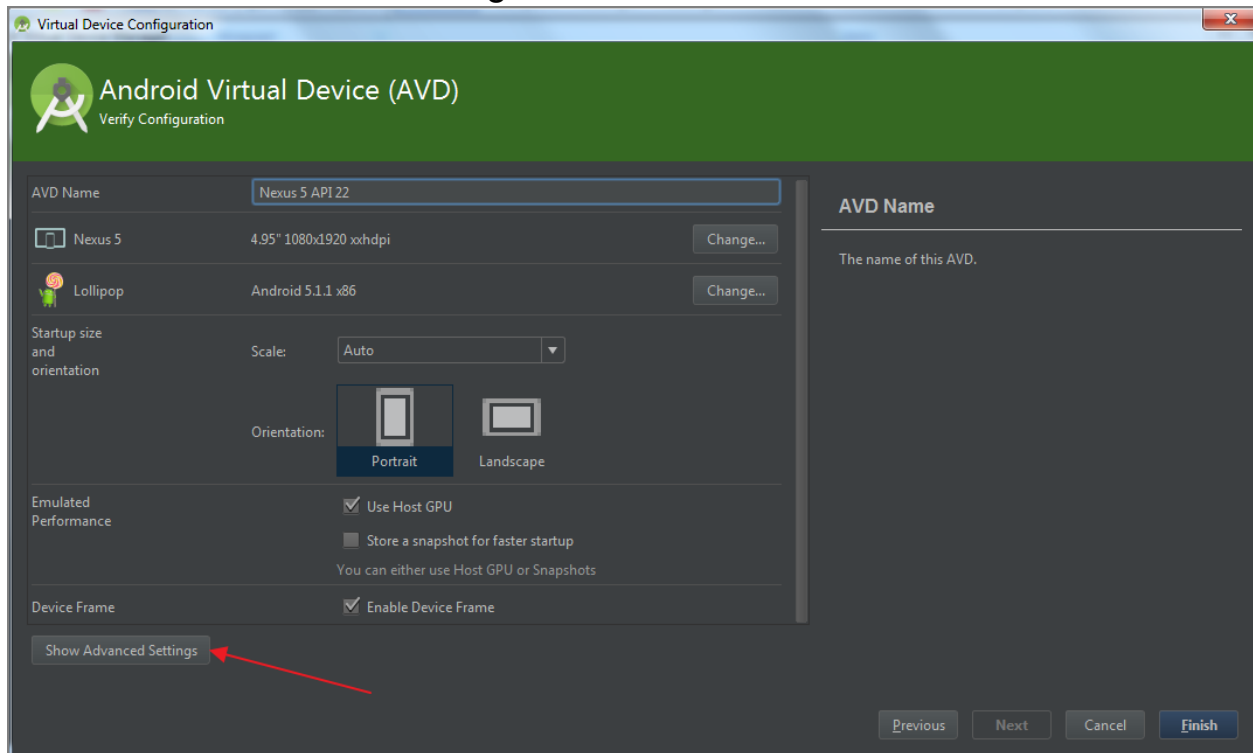 Virtual Device Configuration
Android Virtual Device (AVD)
Verify Configuration
AVD Name
Nexus 5 API 22
Nexus 5
4.95" 1080x1920 xxhdpi
Change...
Lollipop
Android 5.1.1 x86
Change...
Startup size
and
orientation
Scale:
Auto
Orientation:
Portrait
Landscape
Emulated
Performance
Use Host GPU
Store a snapshot for faster startup
You can either use Host GPU or Snapshots
Device Frame
Enable Device Frame
Show Advanced Settings
AVD Name
The name of this AVD.
Previous
Next
Cancel
Finish